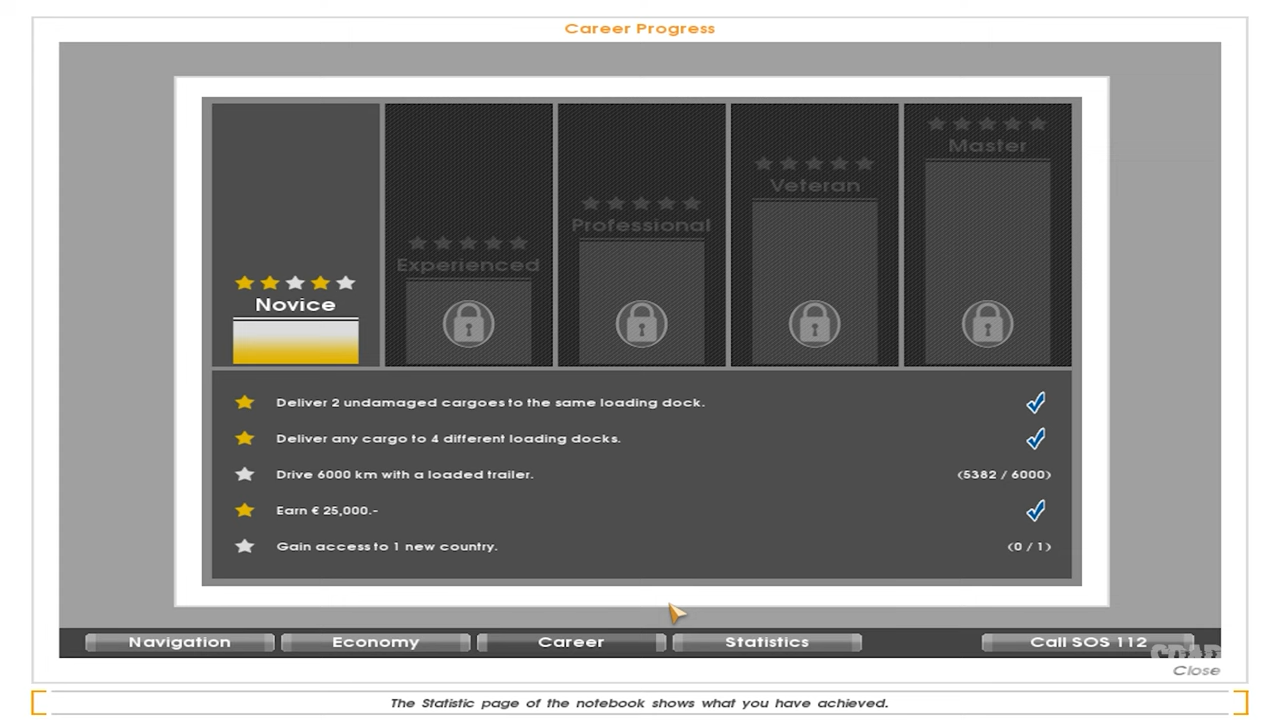 Career Progress
Master
Veteran
Professional
Experienced
Novice
Deliver 2 undamaged cargoes to the same loading dock.
Deliver any cargo to 4 different loading docks.
Drive 6000 km with a loaded trailer. (5382 / 6000)
Earn € 25,000.-
Gain access to 1 new country. (0 / 1)
Navigation Economy Career Statistics Call SOS 112
Close
The Statistic page of the notebook shows what you have achieved.